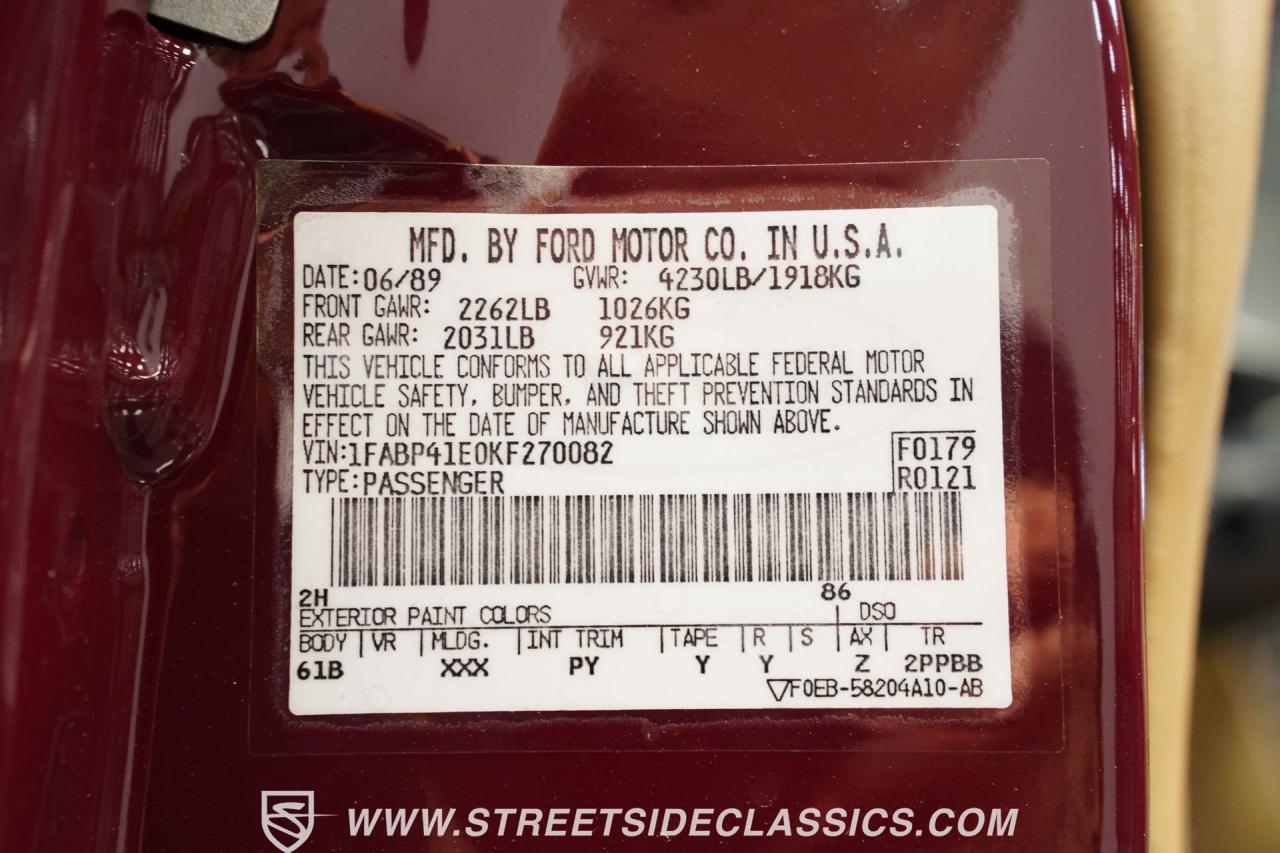 MFD. BY FORD MOTOR CO. IN U.S.A.
DATE: 06/89 GVWR: 4230LB/1918KG
FRONT GAWR: 2262LB 1026KG
REAR GAWR: 2031LB 921KG
THIS VEHICLE CONFORMS TO ALL APPLICABLE FEDERAL MOTOR
VEHICLE SAFETY, BUMPER, AND THEFT PREVENTION STANDARDS IN
EFFECT ON THE DATE OF MANUFACTURE SHOWN ABOVE.
VIN:1FABP41E0KF270082 F0179
TYPE:PASSENGER R0121
2H 86
EXTERIOR PAINT COLORS DSO
BODY VR MLDG. INT TRIM TAPE R S AX TR
61B XXX PY Y Y Z 2PPBB
▽F0EB-58204A10-AB
WWW.STREETSIDECLASSICS.COM